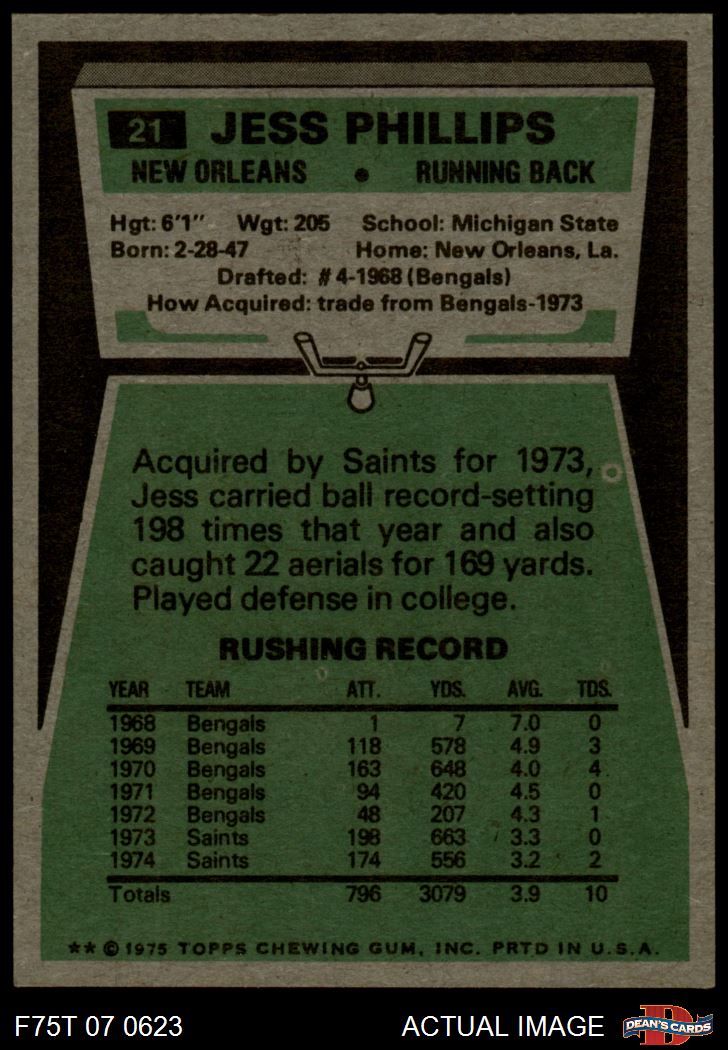 21 JESS PHILLIPS
NEW ORLEANS • RUNNING BACK
Hgt: 6'1" Wgt: 205 School: Michigan State
Born: 2-28-47 Home: New Orleans, La.
Drafted: #4-1968 (Bengals)
How Acquired: trade from Bengals-1973
Acquired by Saints for 1973,
Jess carried ball record-setting
198 times that year and also
caught 22 aerials for 169 yards.
Played defense in college.
RUSHING RECORD
YEAR TEAM ATT. YDS. AVG. TDS.
1968 Bengals 1 7 7.0 0
1969 Bengals 118 578 4.9 3
1970 Bengals 163 648 4.0 4
1971 Bengals 94 420 4.5 0
1972 Bengals 48 207 4.3 1
1973 Saints 198 663 3.3 0
1974 Saints 174 556 3.2 2
Totals 796 3079 3.9 10
** © 1975 TOPPS CHEWING GUM, INC. PRTD IN U.S.A.
F75T 07 0623 ACTUAL IMAGE D DEAN'S CARDS